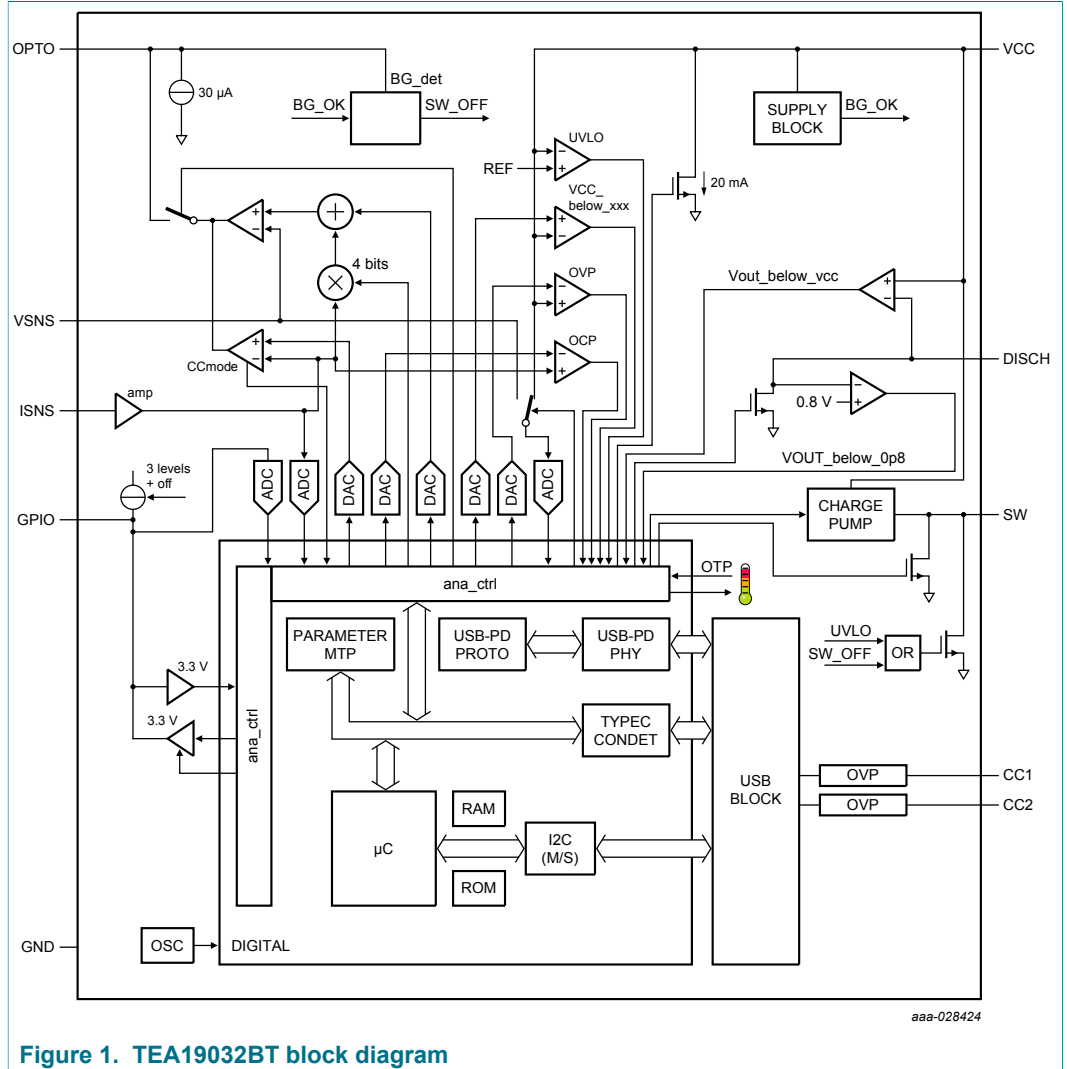 OPTO
VCC
BG_det
30 µA
BG_OK
SW_OFF
SUPPLY
BLOCK
BG_OK
UVLO
REF
20 mA
VCC_
below_xxx
4 bits
OVP
Vout_below_vcc
VSNS
OCP
CCmode
DISCH
amp
ISNS
0.8 V
VOUT_below_0p8
3 levels
+ off
ADC
ADC
DAC
DAC
DAC
DAC
DAC
ADC
GPIO
CHARGE
PUMP
SW
ana_ctrl
OTP
PARAMETER
MTP
USB-PD
PROTO
USB-PD
PHY
UVLO
SW_OFF
OR
3.3 V
3.3 V
ana_ctrl
TYPEC
CONDET
USB
BLOCK
OVP
CC1
OVP
CC2
RAM
µC
I2C
(M/S)
ROM
GND
OSC
DIGITAL
aaa-028424
Figure 1. TEA19032BT block diagram